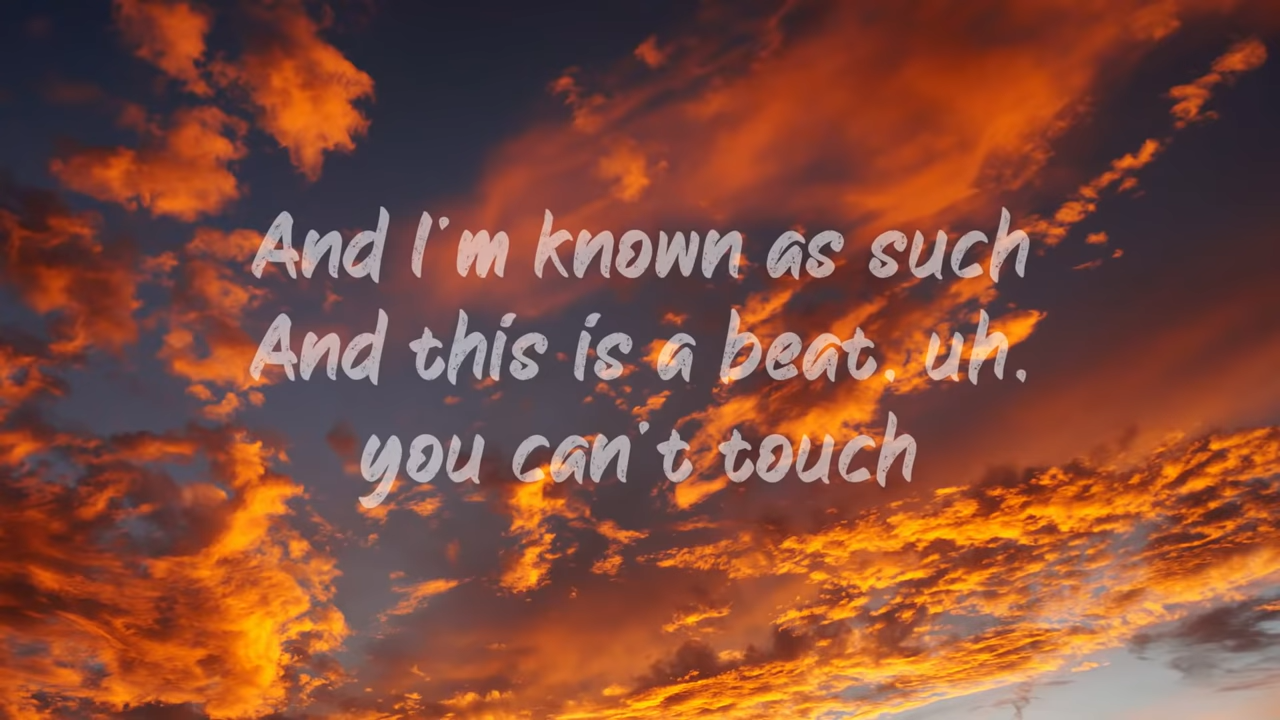 And I'm known as such
And this is a beat, uh,
you can't touch